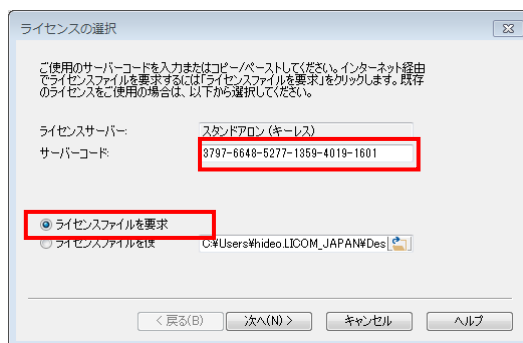 ライセンスの選択
ご使用のサーバーコードを入力またはコピー/ペーストしてください。インターネット経由
でライセンスファイルを要求するには「ライセンスファイルを要求」をクリックします。既存
のライセンスをご使用の場合は、以下から選択してください。
ライセンスサーバー: スタンドアロン (キーレス)
サーバーコード: 3797-6648-5277-1359-4019-1601
ライセンスファイルを要求
ライセンスファイルを使 C:¥Users¥hideo.LICOM_JAPAN¥Des
< 戻る(B) 次へ(N) > キャンセル ヘルプ